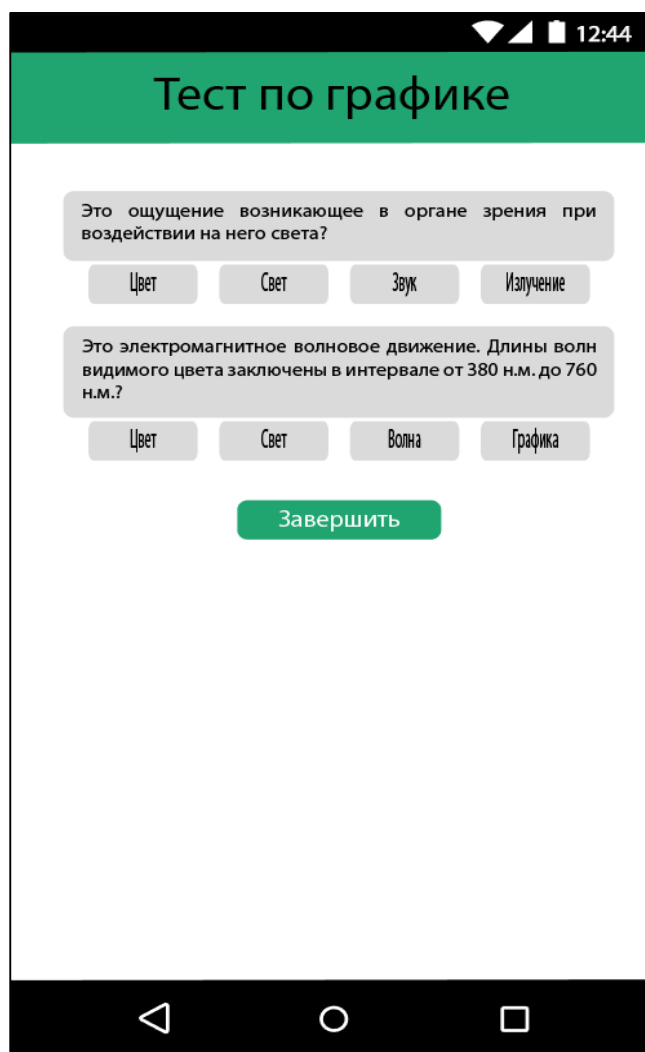 12:44
Тест по графике
Это ощущение возникающее в органе зрения при
воздействии на него света?
Цвет Свет Звук Излучение
Это электромагнитное волновое движение. Длины волн
видимого цвета заключены в интервале от 380 н.м. до 760
н.м.?
Цвет Свет Волна Графика
Завершить